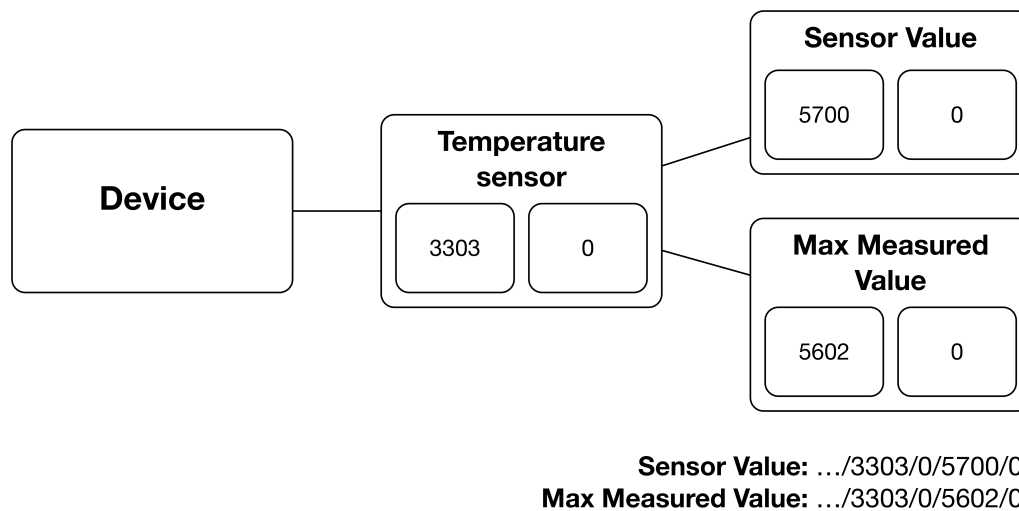 Device
Temperature
sensor
3303
0
Sensor Value
5700
0
Max Measured
Value
5602
0
Sensor Value: …/3303/0/5700/0
Max Measured Value: …/3303/0/5602/0